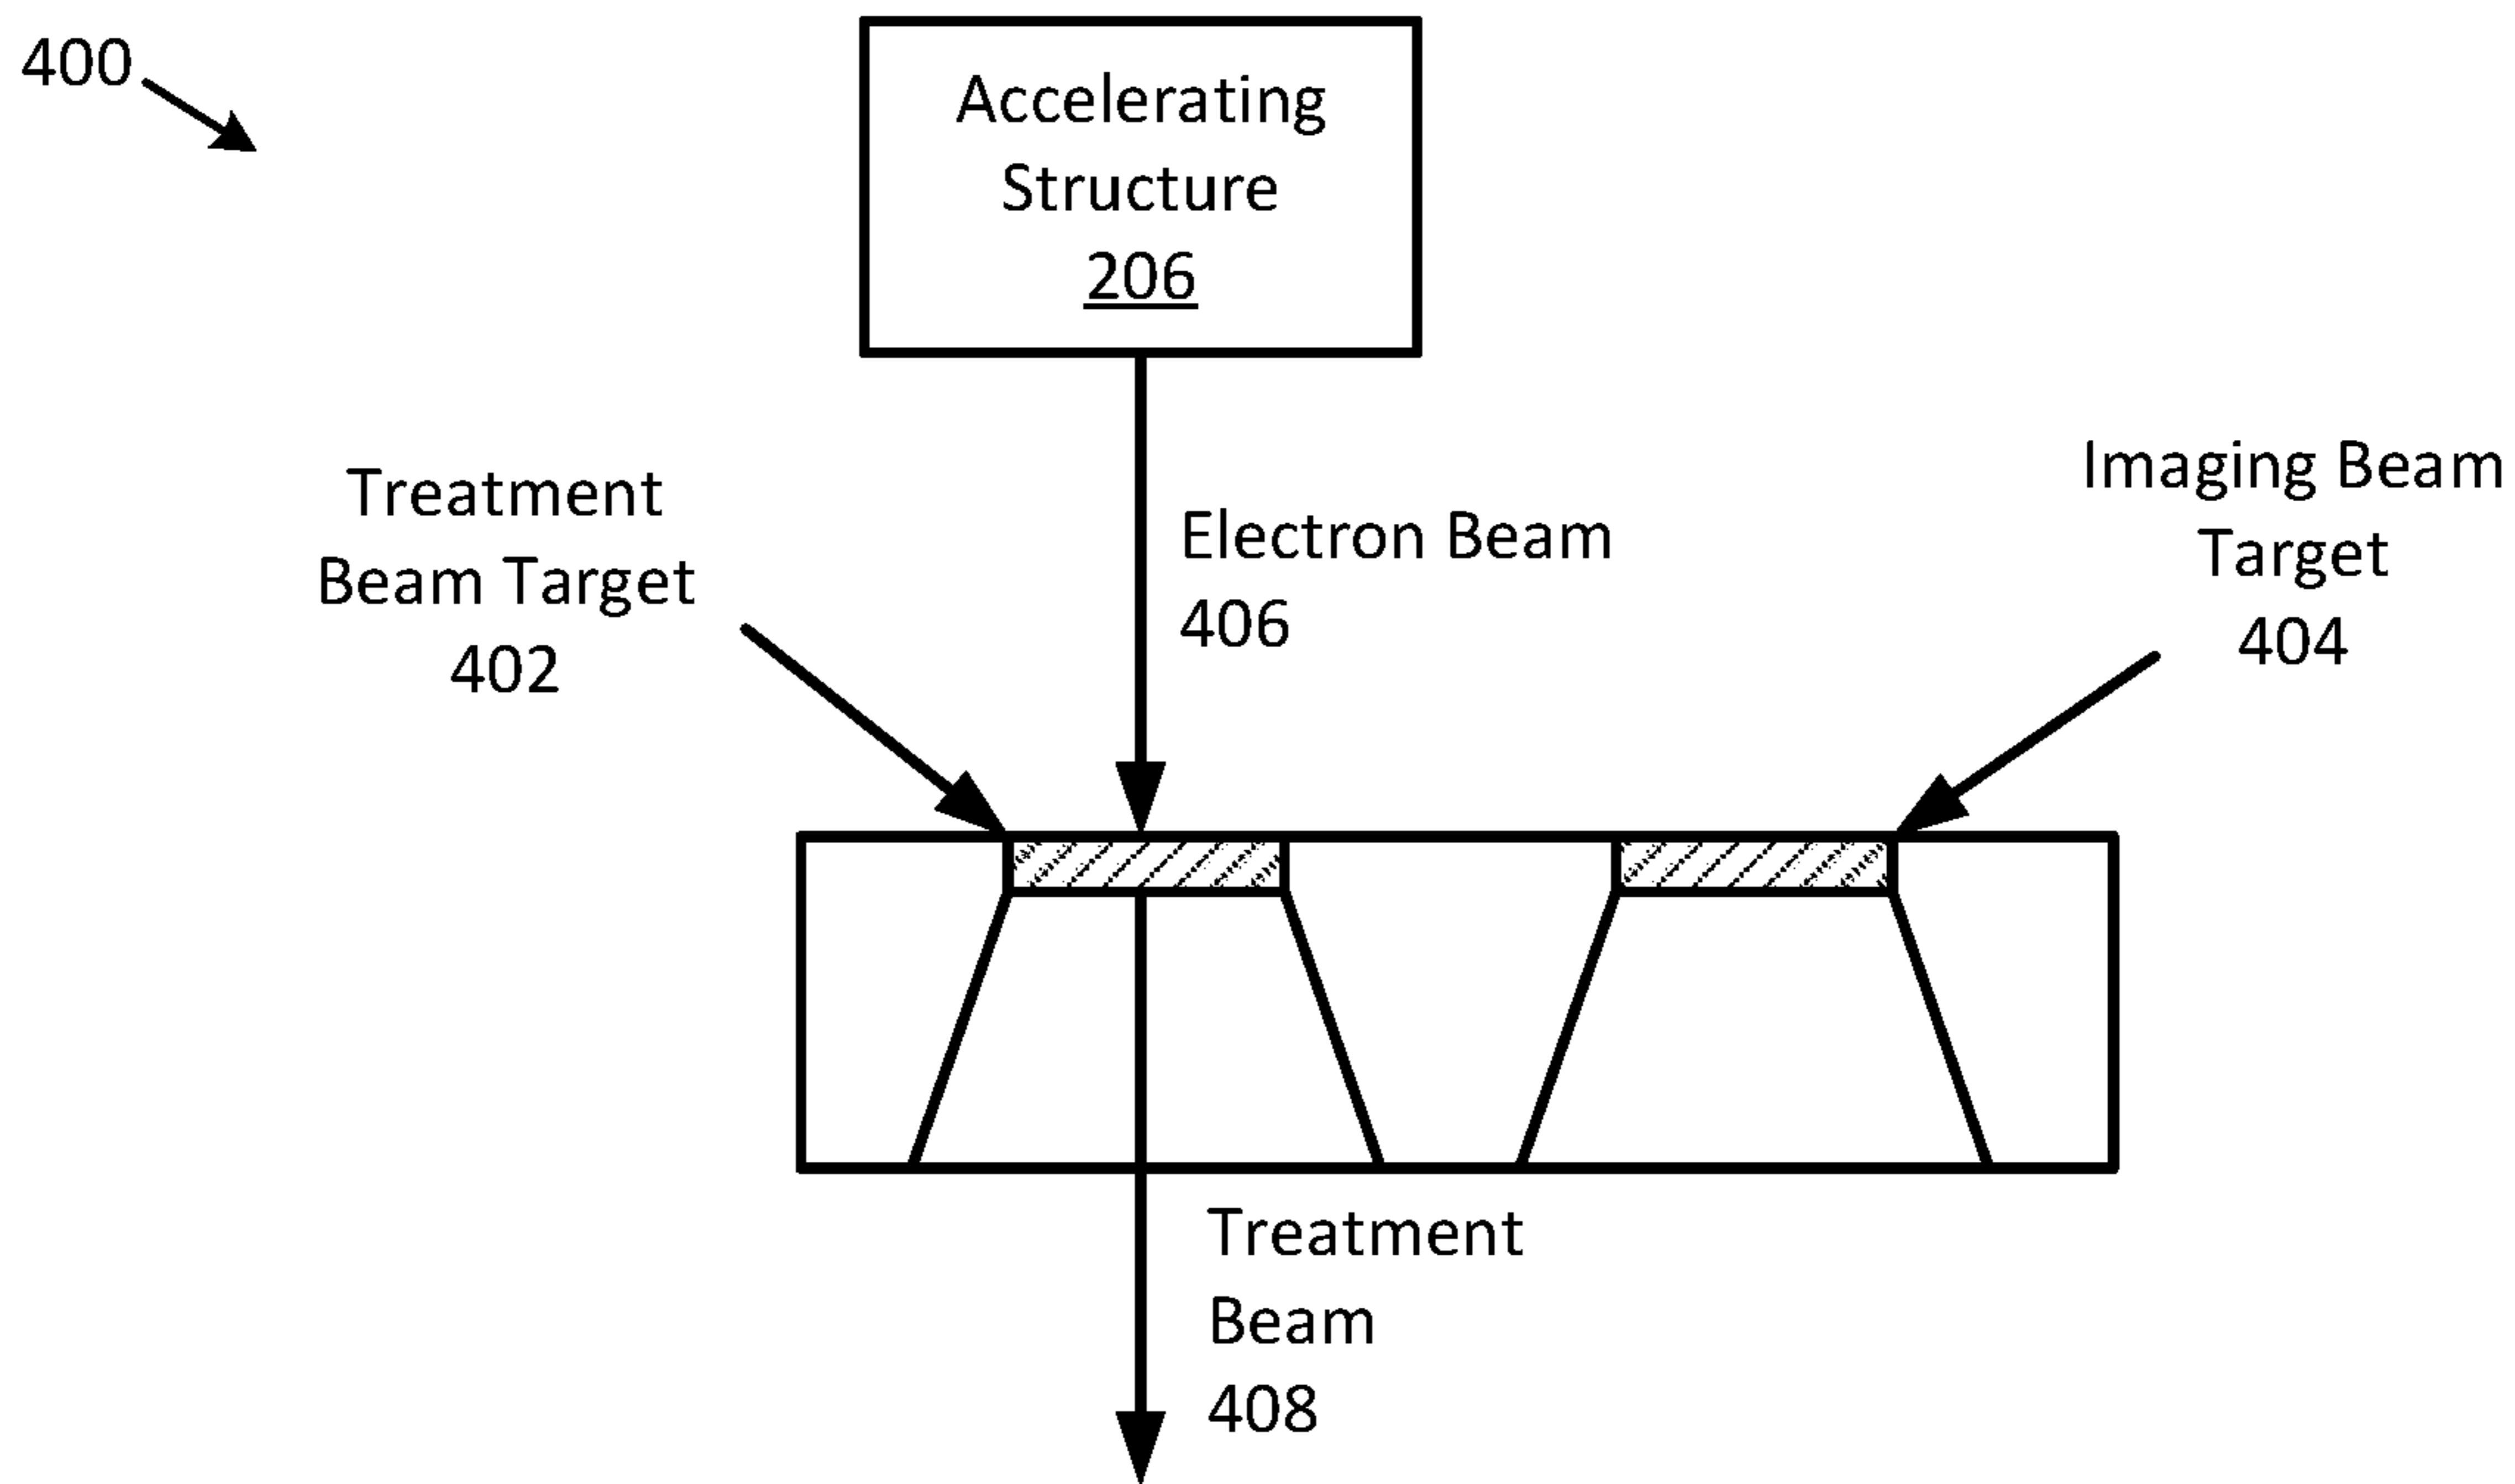 400
Accelerating
Structure
206
Treatment
Beam Target
402
Electron Beam
406
Imaging Beam
Target
404
Treatment
Beam
408